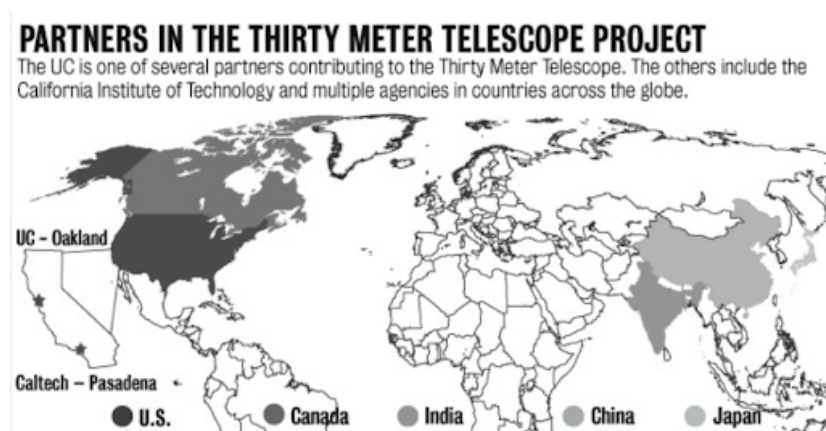 PARTNERS IN THE THIRTY METER TELESCOPE PROJECT
The UC is one of several partners contributing to the Thirty Meter Telescope. The others include the
California Institute of Technology and multiple agencies in countries across the globe.
UC – Oakland
Caltech – Pasadena
U.S.
Canada
India
China
Japan